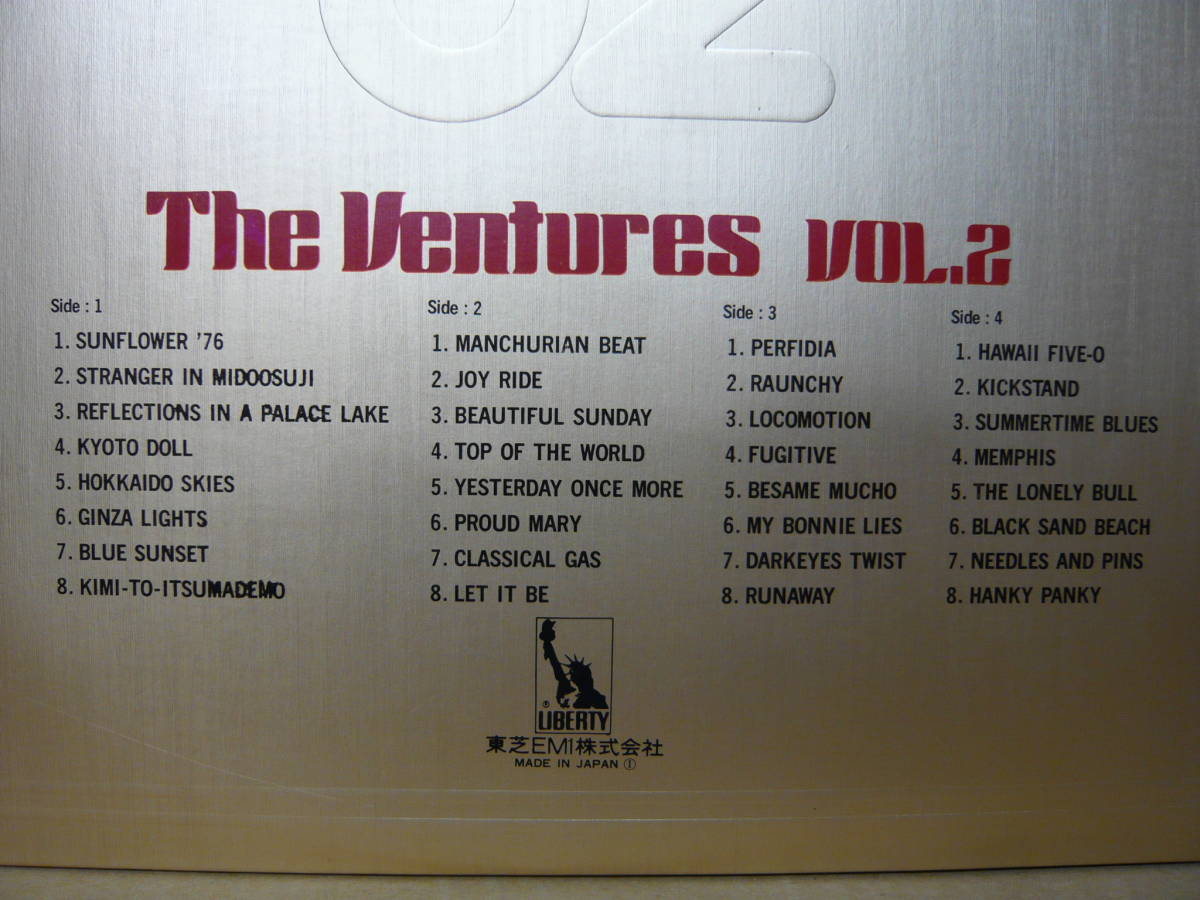 02
The Ventures VOL.2
Side : 1
1. SUNFLOWER '76
2. STRANGER IN MIDOOSUJI
3. REFLECTIONS IN A PALACE LAKE
4. KYOTO DOLL
5. HOKKAIDO SKIES
6. GINZA LIGHTS
7. BLUE SUNSET
8. KIMI-TO-ITSUMADEMO
Side : 2
1. MANCHURIAN BEAT
2. JOY RIDE
3. BEAUTIFUL SUNDAY
4. TOP OF THE WORLD
5. YESTERDAY ONCE MORE
6. PROUD MARY
7. CLASSICAL GAS
8. LET IT BE
Side : 3
1. PERFIDIA
2. RAUNCHY
3. LOCOMOTION
4. FUGITIVE
5. BESAME MUCHO
6. MY BONNIE LIES
7. DARKEYES TWIST
8. RUNAWAY
Side : 4
1. HAWAII FIVE-O
2. KICKSTAND
3. SUMMERTIME BLUES
4. MEMPHIS
5. THE LONELY BULL
6. BLACK SAND BEACH
7. NEEDLES AND PINS
8. HANKY PANKY
® LIBERTY
東芝EMI株式会社
MADE IN JAPAN Ⓘ